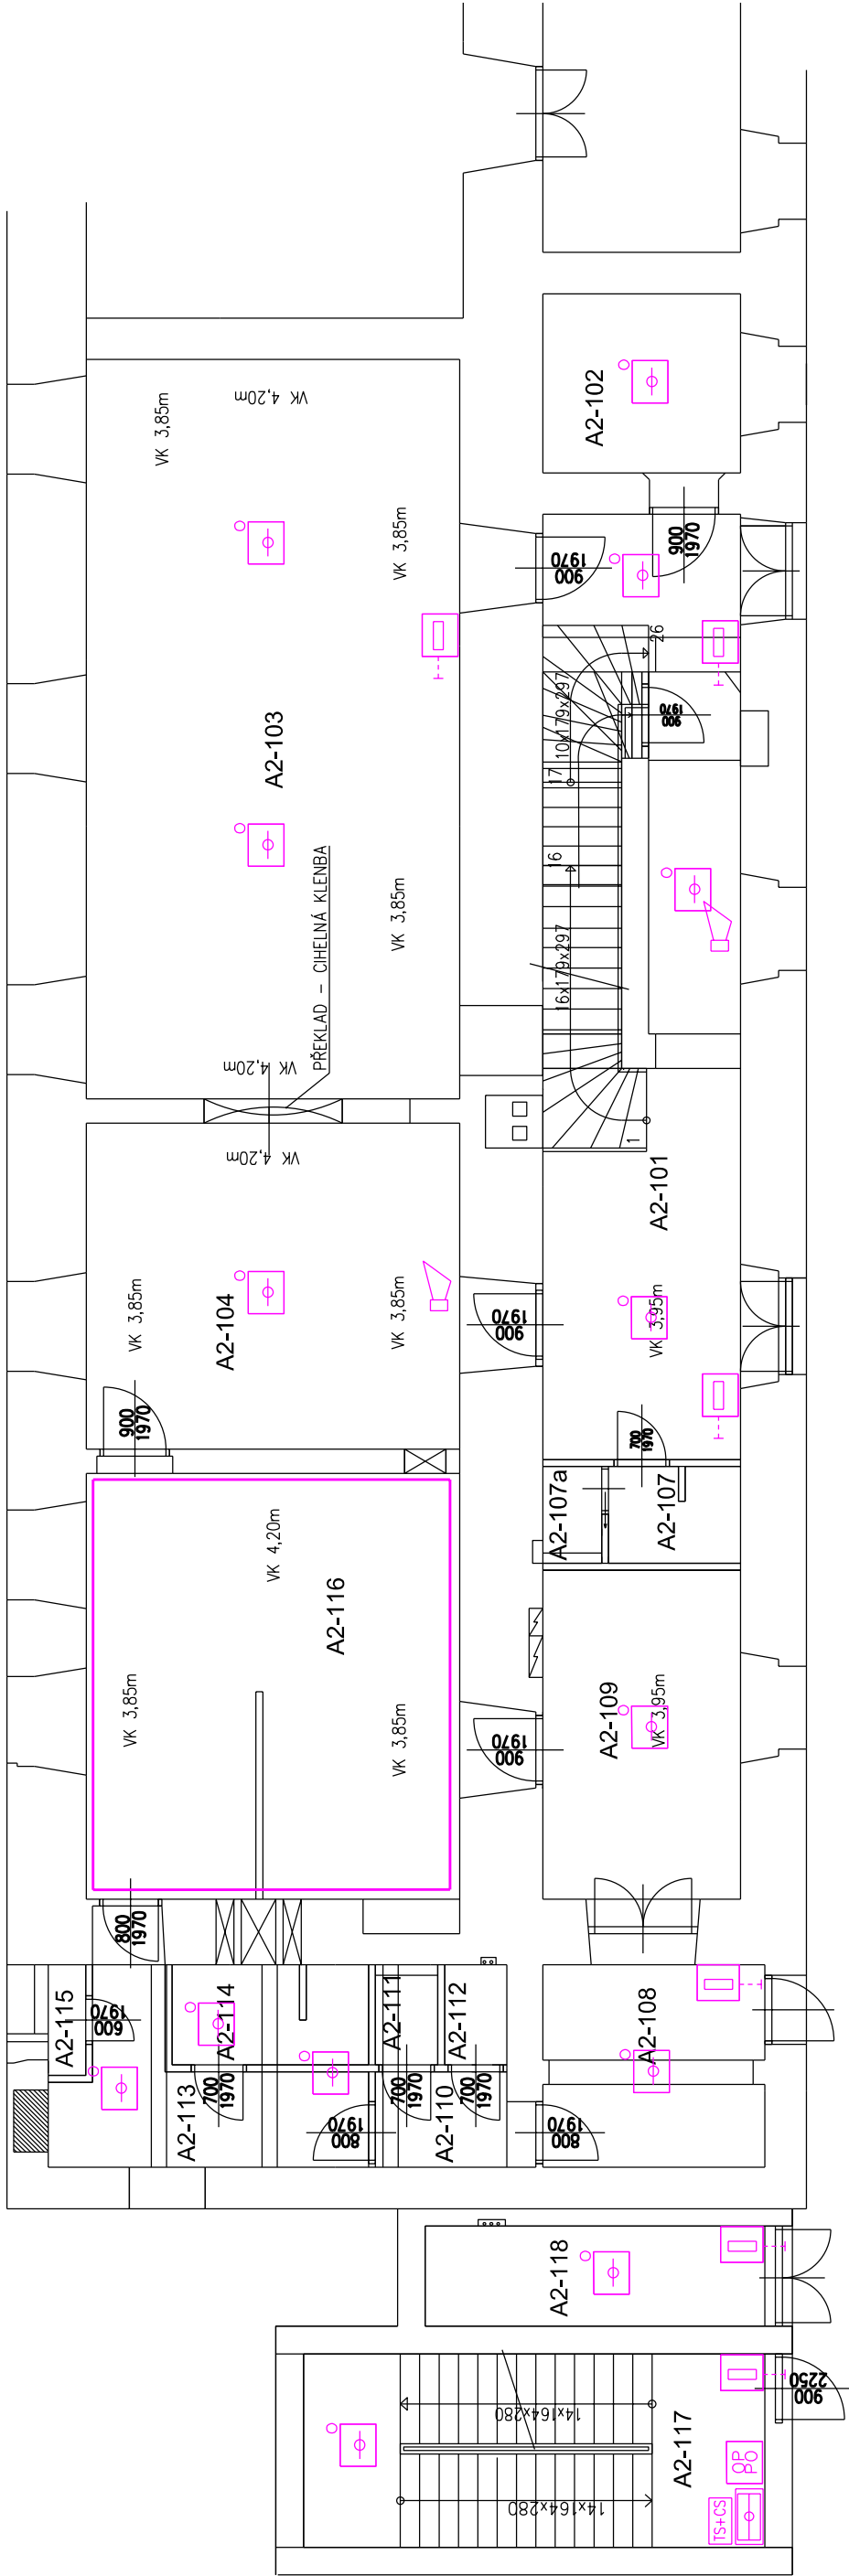 A2-102
VK 3,85m
VK 4,20m
900
1970
VK 3,85m
900
1970
26
10x179x297
900
1970
A2-103
17
16
PŘEKLAD - CIHELNÁ KLENBA
VK 3,85m
16x179x297
VK 4,20m
VK 4,20m
1
A2-101
VK 3,85m
A2-104
VK 3,85m
900
1970
VK 3,95m
900
1970
700
1970
A2-107a
A2-107
VK 4,20m
A2-116
VK 3,85m
VK 3,85m
900
1970
A2-109
VK 3,95m
800
1970
A2-115
600
1970
A2-114
A2-111
A2-112
A2-108
A2-113
700
1970
800
1970
700
1970
A2-110
700
1970
800
1970
A2-118
900
2250
14x164x280
A2-117
OP
PO
14x164x280
TS+CS